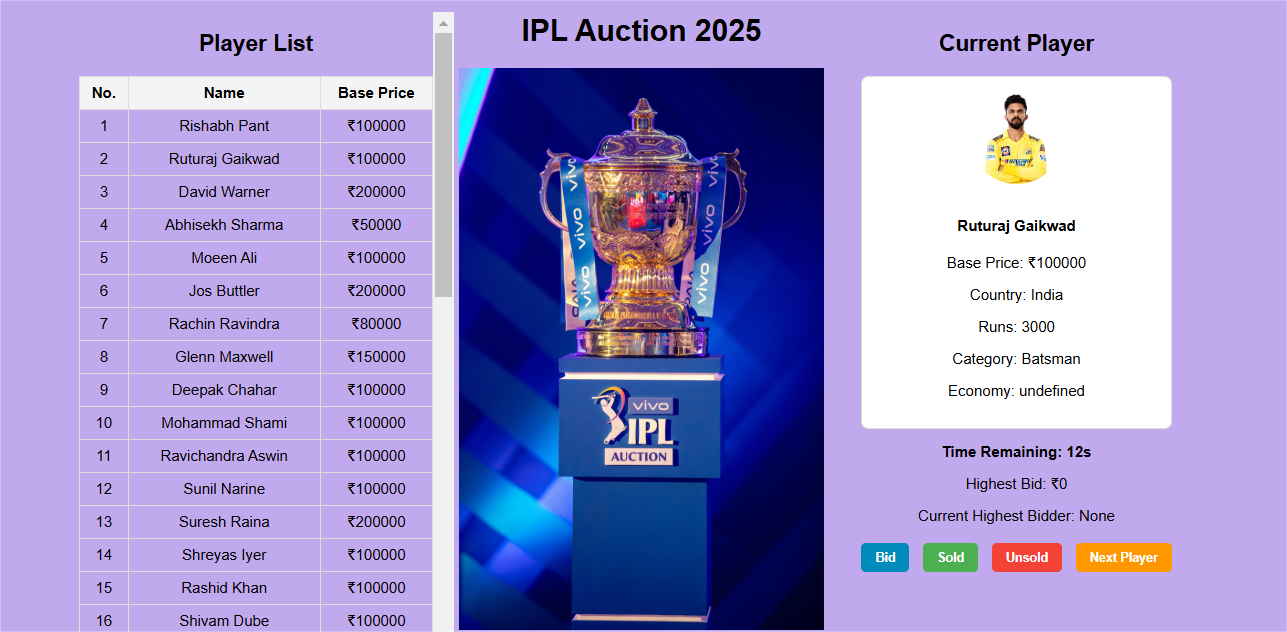 Player List
No. Name Base Price
1 Rishabh Pant ₹100000
2 Ruturaj Gaikwad ₹100000
3 David Warner ₹200000
4 Abhisekh Sharma ₹50000
5 Moeen Ali ₹100000
6 Jos Buttler ₹200000
7 Rachin Ravindra ₹80000
8 Glenn Maxwell ₹150000
9 Deepak Chahar ₹100000
10 Mohammad Shami ₹100000
11 Ravichandra Aswin ₹100000
12 Sunil Narine ₹100000
13 Suresh Raina ₹200000
14 Shreyas Iyer ₹100000
15 Rashid Khan ₹100000
16 Shivam Dube ₹100000
IPL Auction 2025
vivo
vivo
vivo
vivo
vivo
vivo
vivo
IPL
AUCTION
Current Player
Ruturaj Gaikwad
Base Price: ₹100000
Country: India
Runs: 3000
Category: Batsman
Economy: undefined
Time Remaining: 12s
Highest Bid: ₹0
Current Highest Bidder: None
Bid Sold Unsold Next Player